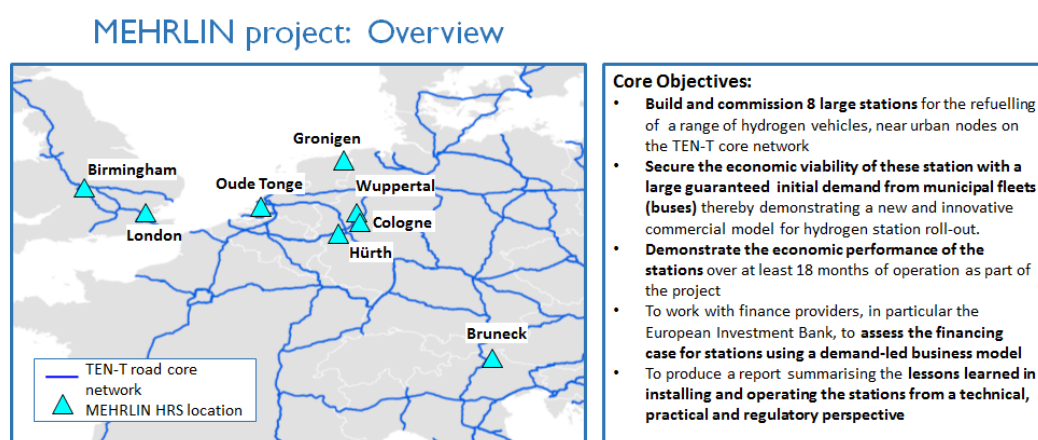 MEHRLIN project: Overview
Gronigen
Birmingham
Oude Tonge
Wuppertal
Cologne
London
Hürth
Bruneck
TEN-T road core
network
MEHRLIN HRS location
Core Objectives:
• Build and commission 8 large stations for the refuelling
of a range of hydrogen vehicles, near urban nodes on
the TEN-T core network
• Secure the economic viability of these station with a
large guaranteed initial demand from municipal fleets
(buses) thereby demonstrating a new and innovative
commercial model for hydrogen station roll-out.
• Demonstrate the economic performance of the
stations over at least 18 months of operation as part of
the project
• To work with finance providers, in particular the
European Investment Bank, to assess the financing
case for stations using a demand-led business model
• To produce a report summarising the lessons learned in
installing and operating the stations from a technical,
practical and regulatory perspective